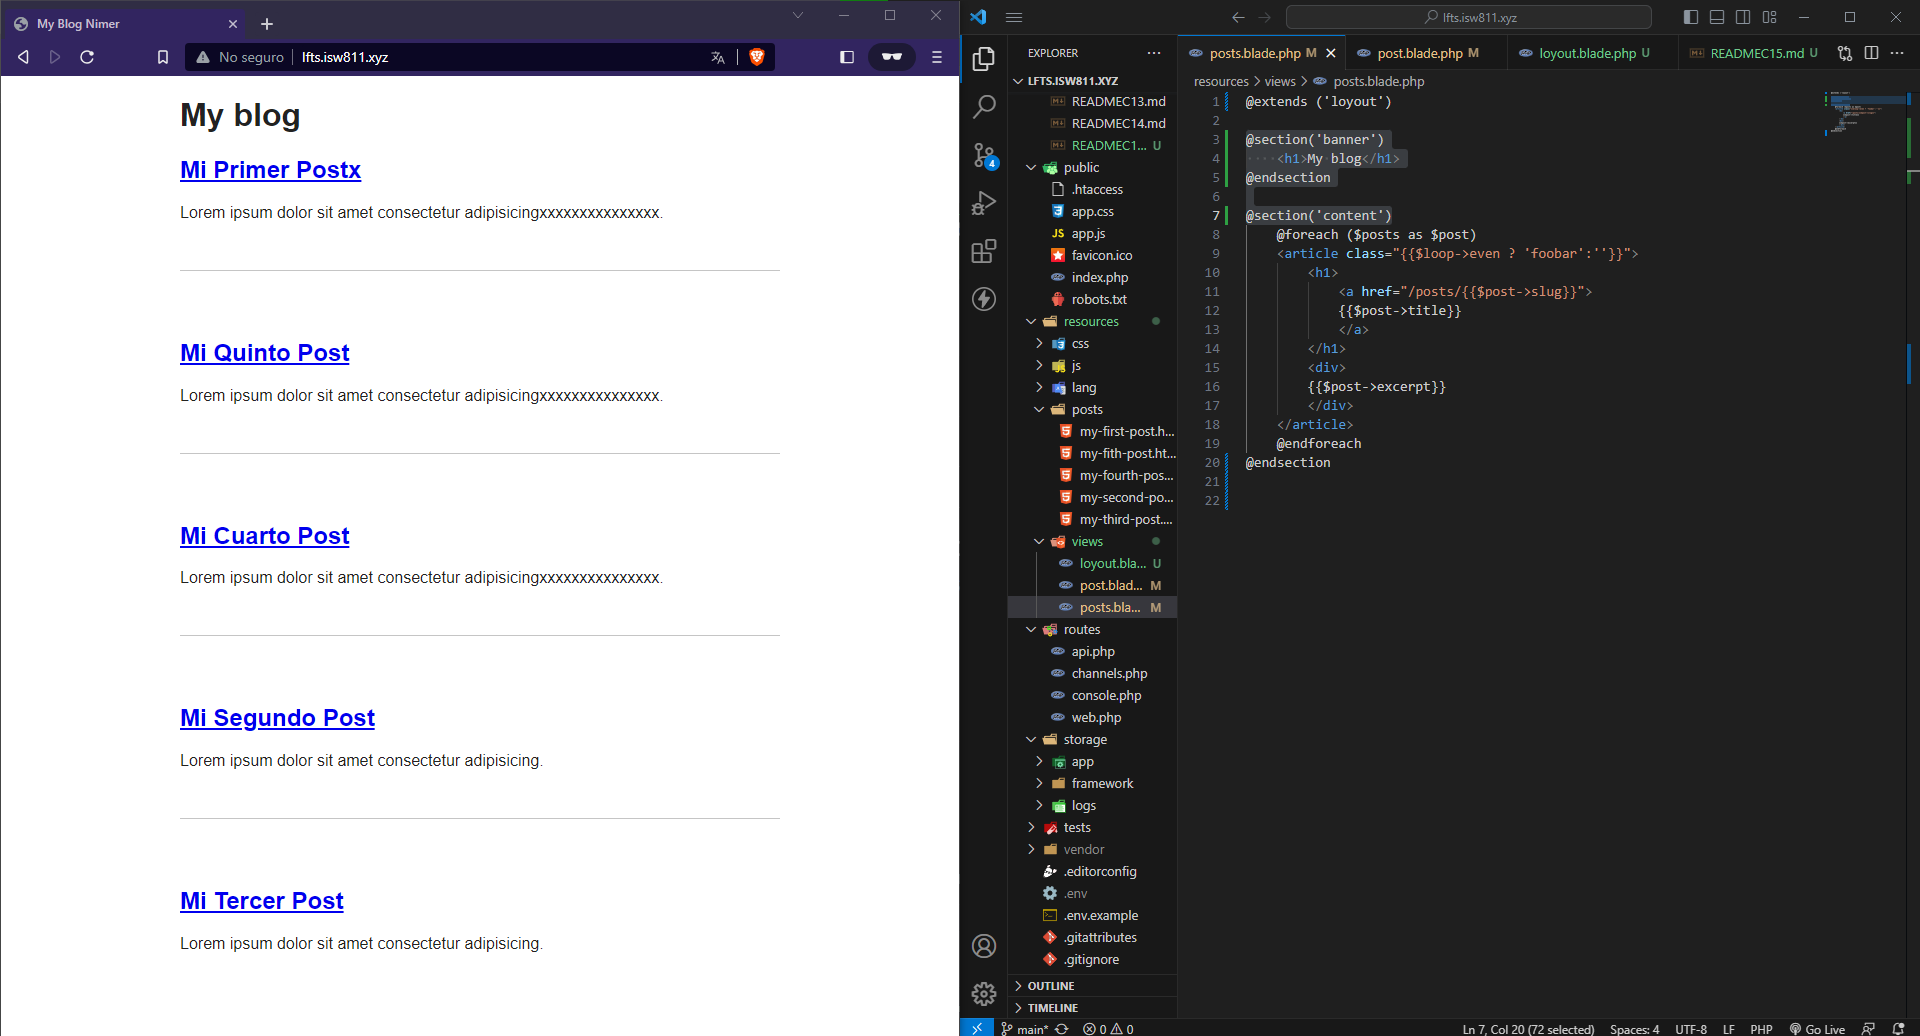 My Blog Nimer
No seguro
lfts.isw811.xyz
My blog
Mi Primer Postx
Lorem ipsum dolor sit amet consectetur adipisicingxxxxxxxxxxxxxxx.
Mi Quinto Post
Lorem ipsum dolor sit amet consectetur adipisicingxxxxxxxxxxxxxxx.
Mi Cuarto Post
Lorem ipsum dolor sit amet consectetur adipisicingxxxxxxxxxxxxxxx.
Mi Segundo Post
Lorem ipsum dolor sit amet consectetur adipisicing.
Mi Tercer Post
Lorem ipsum dolor sit amet consectetur adipisicing.
lfts.isw811.xyz
EXPLORER
LFTS.ISW811.XYZ
READMEC13.md
READMEC14.md
READMEC1... U
public
.htaccess
app.css
JS app.js
favicon.ico
index.php
robots.txt
resources
css
js
lang
posts
my-first-post.h...
my-fith-post.ht...
my-fourth-pos...
my-second-po...
my-third-post....
views
loyout.bla... U
post.blad... M
posts.bla... M
routes
api.php
channels.php
console.php
web.php
storage
app
framework
logs
tests
vendor
.editorconfig
.env
.env.example
.gitattributes
.gitignore
OUTLINE
TIMELINE
4
posts.blade.php M
post.blade.php M
loyout.blade.php U
READMEC15.md U
resources > views > posts.blade.php
1 @extends ('loyout')
2
3 @section('banner')
4 ····<h1>My·blog</h1>
5 @endsection
6
7 @section('content')
8 @foreach ($posts as $post)
9 <article class="{{$loop->even ? 'foobar':''}}">
10 <h1>
11 <a href="/posts/{{$post->slug}}">
12 {{$post->title}}
13 </a>
14 </h1>
15 <div>
16 {{$post->excerpt}}
17 </div>
18 </article>
19 @endforeach
20 @endsection
21
22
main* 0 0
Ln 7, Col 20 (72 selected) Spaces: 4 UTF-8 LF PHP Go Live